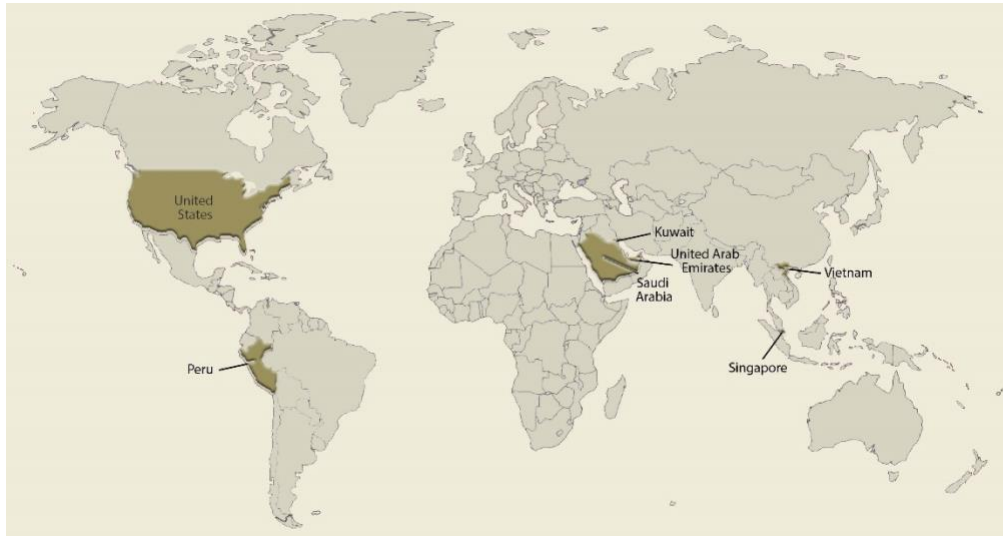 United
States
Kuwait
United Arab
Emirates
Saudi
Arabia
Vietnam
Singapore
Peru